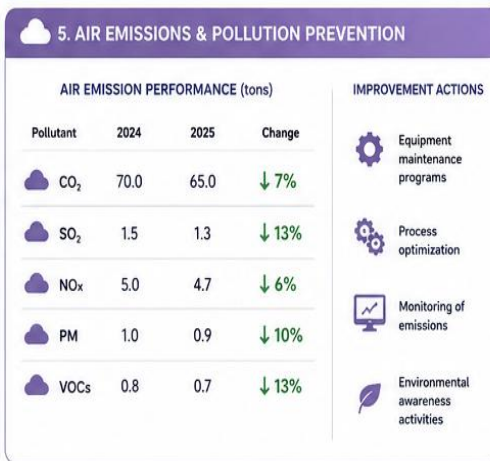 5. AIR EMISSIONS & POLLUTION PREVENTION
AIR EMISSION PERFORMANCE (tons)
Pollutant 2024 2025 Change
CO₂ 70.0 65.0 ↓ 7%
SO₂ 1.5 1.3 ↓ 13%
NOx 5.0 4.7 ↓ 6%
PM 1.0 0.9 ↓ 10%
VOCs 0.8 0.7 ↓ 13%
IMPROVEMENT ACTIONS
Equipment
maintenance
programs
Process
optimization
Monitoring of
emissions
Environmental
awareness
activities